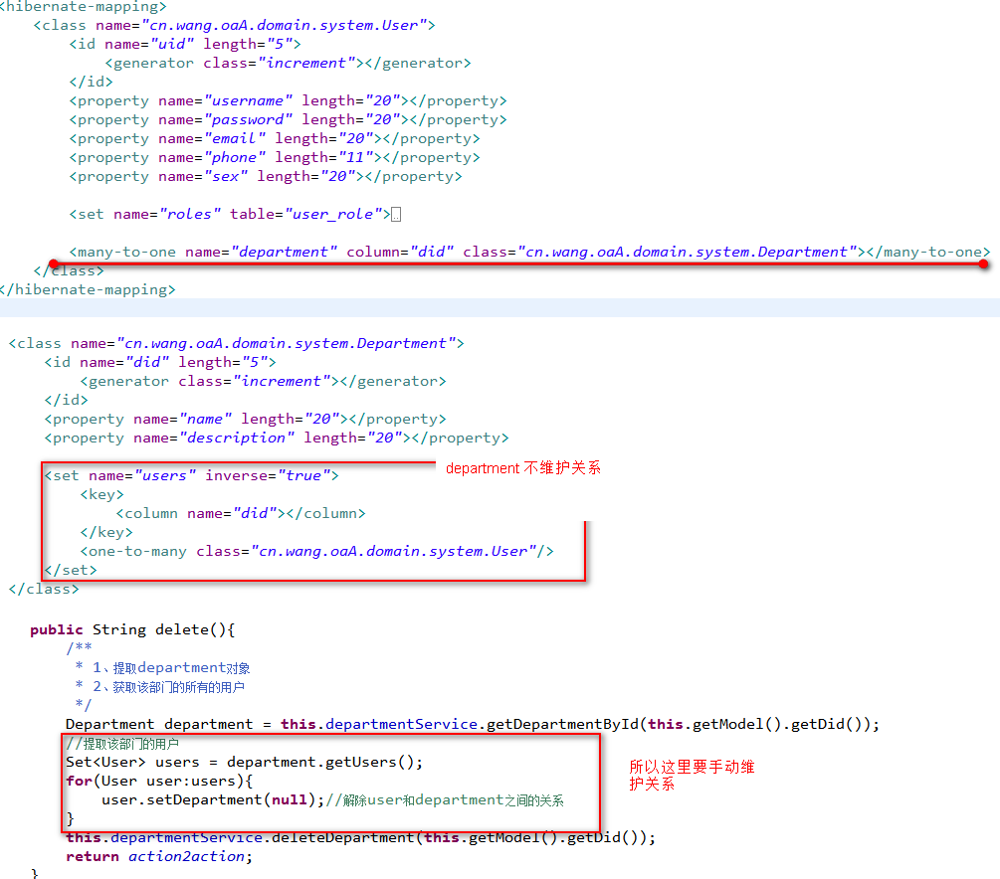 <hibernate-mapping>
<class name="cn.wang.oaA.domain.system.User">
<id name="uid" length="5">
<generator class="increment"></generator>
</id>
<property name="username" length="20"></property>
<property name="password" length="20"></property>
<property name="email" length="20"></property>
<property name="phone" length="11"></property>
<property name="sex" length="20"></property>
<set name="roles" table="user_role">
<many-to-one name="department" column="did" class="cn.wang.oaA.domain.system.Department"></many-to-one>
</class>
</hibernate-mapping>
<class name="cn.wang.oaA.domain.system.Department">
<id name="did" length="5">
<generator class="increment"></generator>
</id>
<property name="name" length="20"></property>
<property name="description" length="20"></property>
department 不维护关系
<set name="users" inverse="true">
<key>
<column name="did"></column>
</key>
<one-to-many class="cn.wang.oaA.domain.system.User"/>
</set>
</class>
public String delete(){
/**
* 1、提取department对象
* 2、获取该部门的所有的用户
*/
Department department = this.departmentService.getDepartmentById(this.getModel().getDid());
//提取该部门的用户
Set<User> users = department.getUsers();
for(User user:users){
user.setDepartment(null);//解除user和department之间的关系
}
所以这里要手动维
护关系
this.departmentService.deleteDepartment(this.getModel().getDid());
return action2action;
}